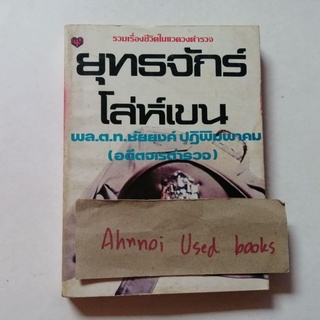 รวมเรื่องชีวิตในแวดวงตำรวจ
ยุทธจักร์
โล่ห์เขน
พล.ต.ท.ชัยยงค์ ปฏิพิมพาคม
(อดีตจเรตำรวจ)
Ahnnoi Used books